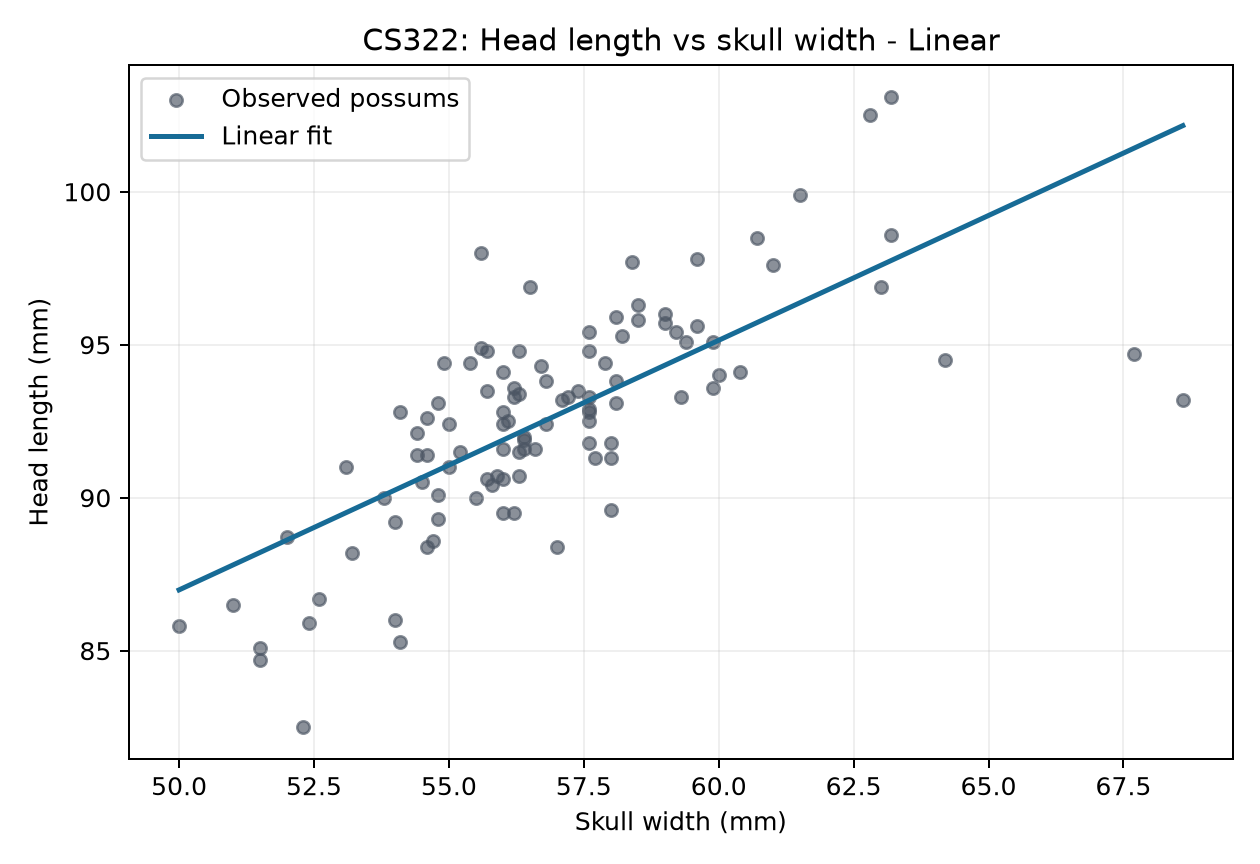 CS322: Head length vs skull width - Linear
Observed possums
Linear fit
Head length (mm)
100
95
90
85
50.0 52.5 55.0 57.5 60.0 62.5 65.0 67.5
Skull width (mm)